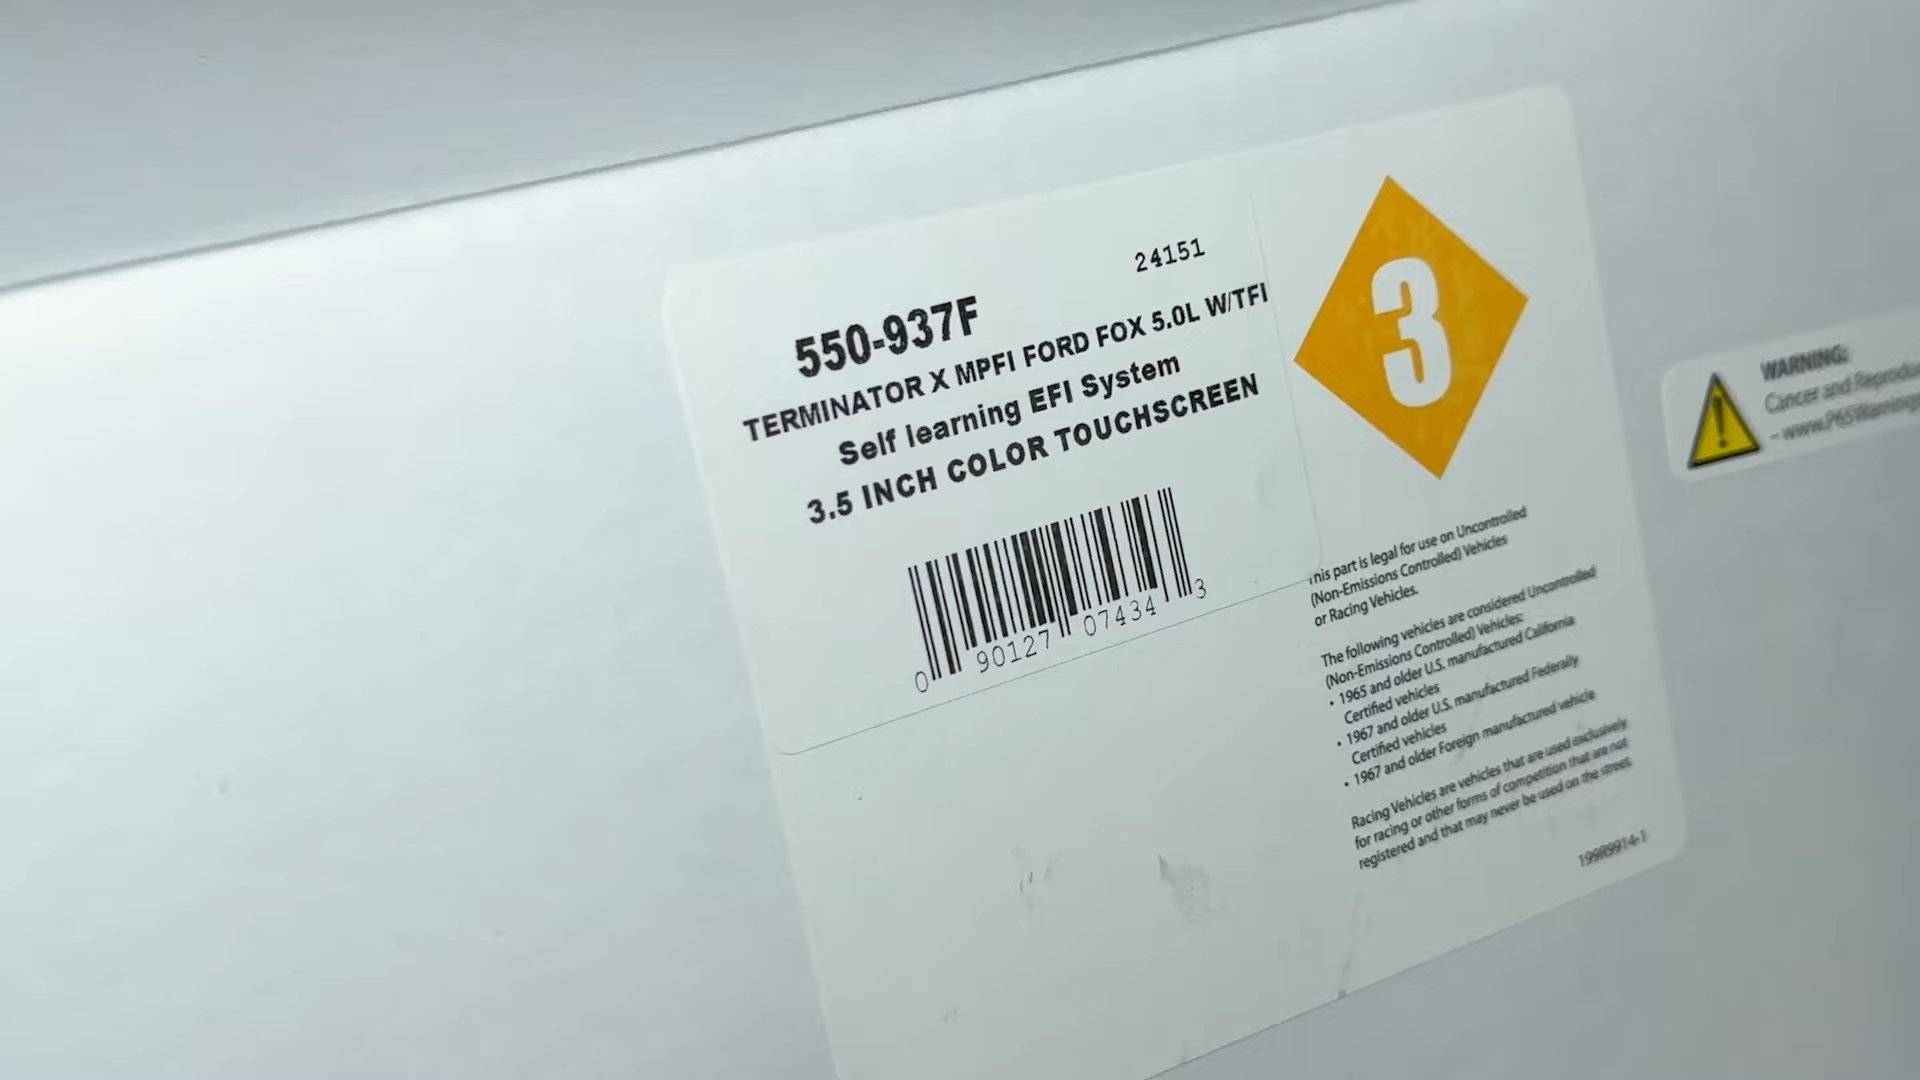 24151
550-937F
TERMINATOR X MPFI FORD FOX 5.0L W/TFI
Self learning EFI System
3.5 INCH COLOR TOUCHSCREEN
0 90127 07434 3
3
This part is legal for use on Uncontrolled
(Non-Emissions Controlled) Vehicles
or Racing Vehicles.
The following vehicles are considered Uncontrolled
(Non-Emissions Controlled) Vehicles:
• 1965 and older U.S. manufactured California
Certified vehicles
• 1967 and older U.S. manufactured Federally
Certified vehicles
• 1967 and older Foreign manufactured vehicle
Racing Vehicles are vehicles that are used exclusively
for racing or other forms of competition that are not
registered and that may never be used on the street.
199R9914-1
WARNING:
Cancer and Reproduc
- www.P65Warnings